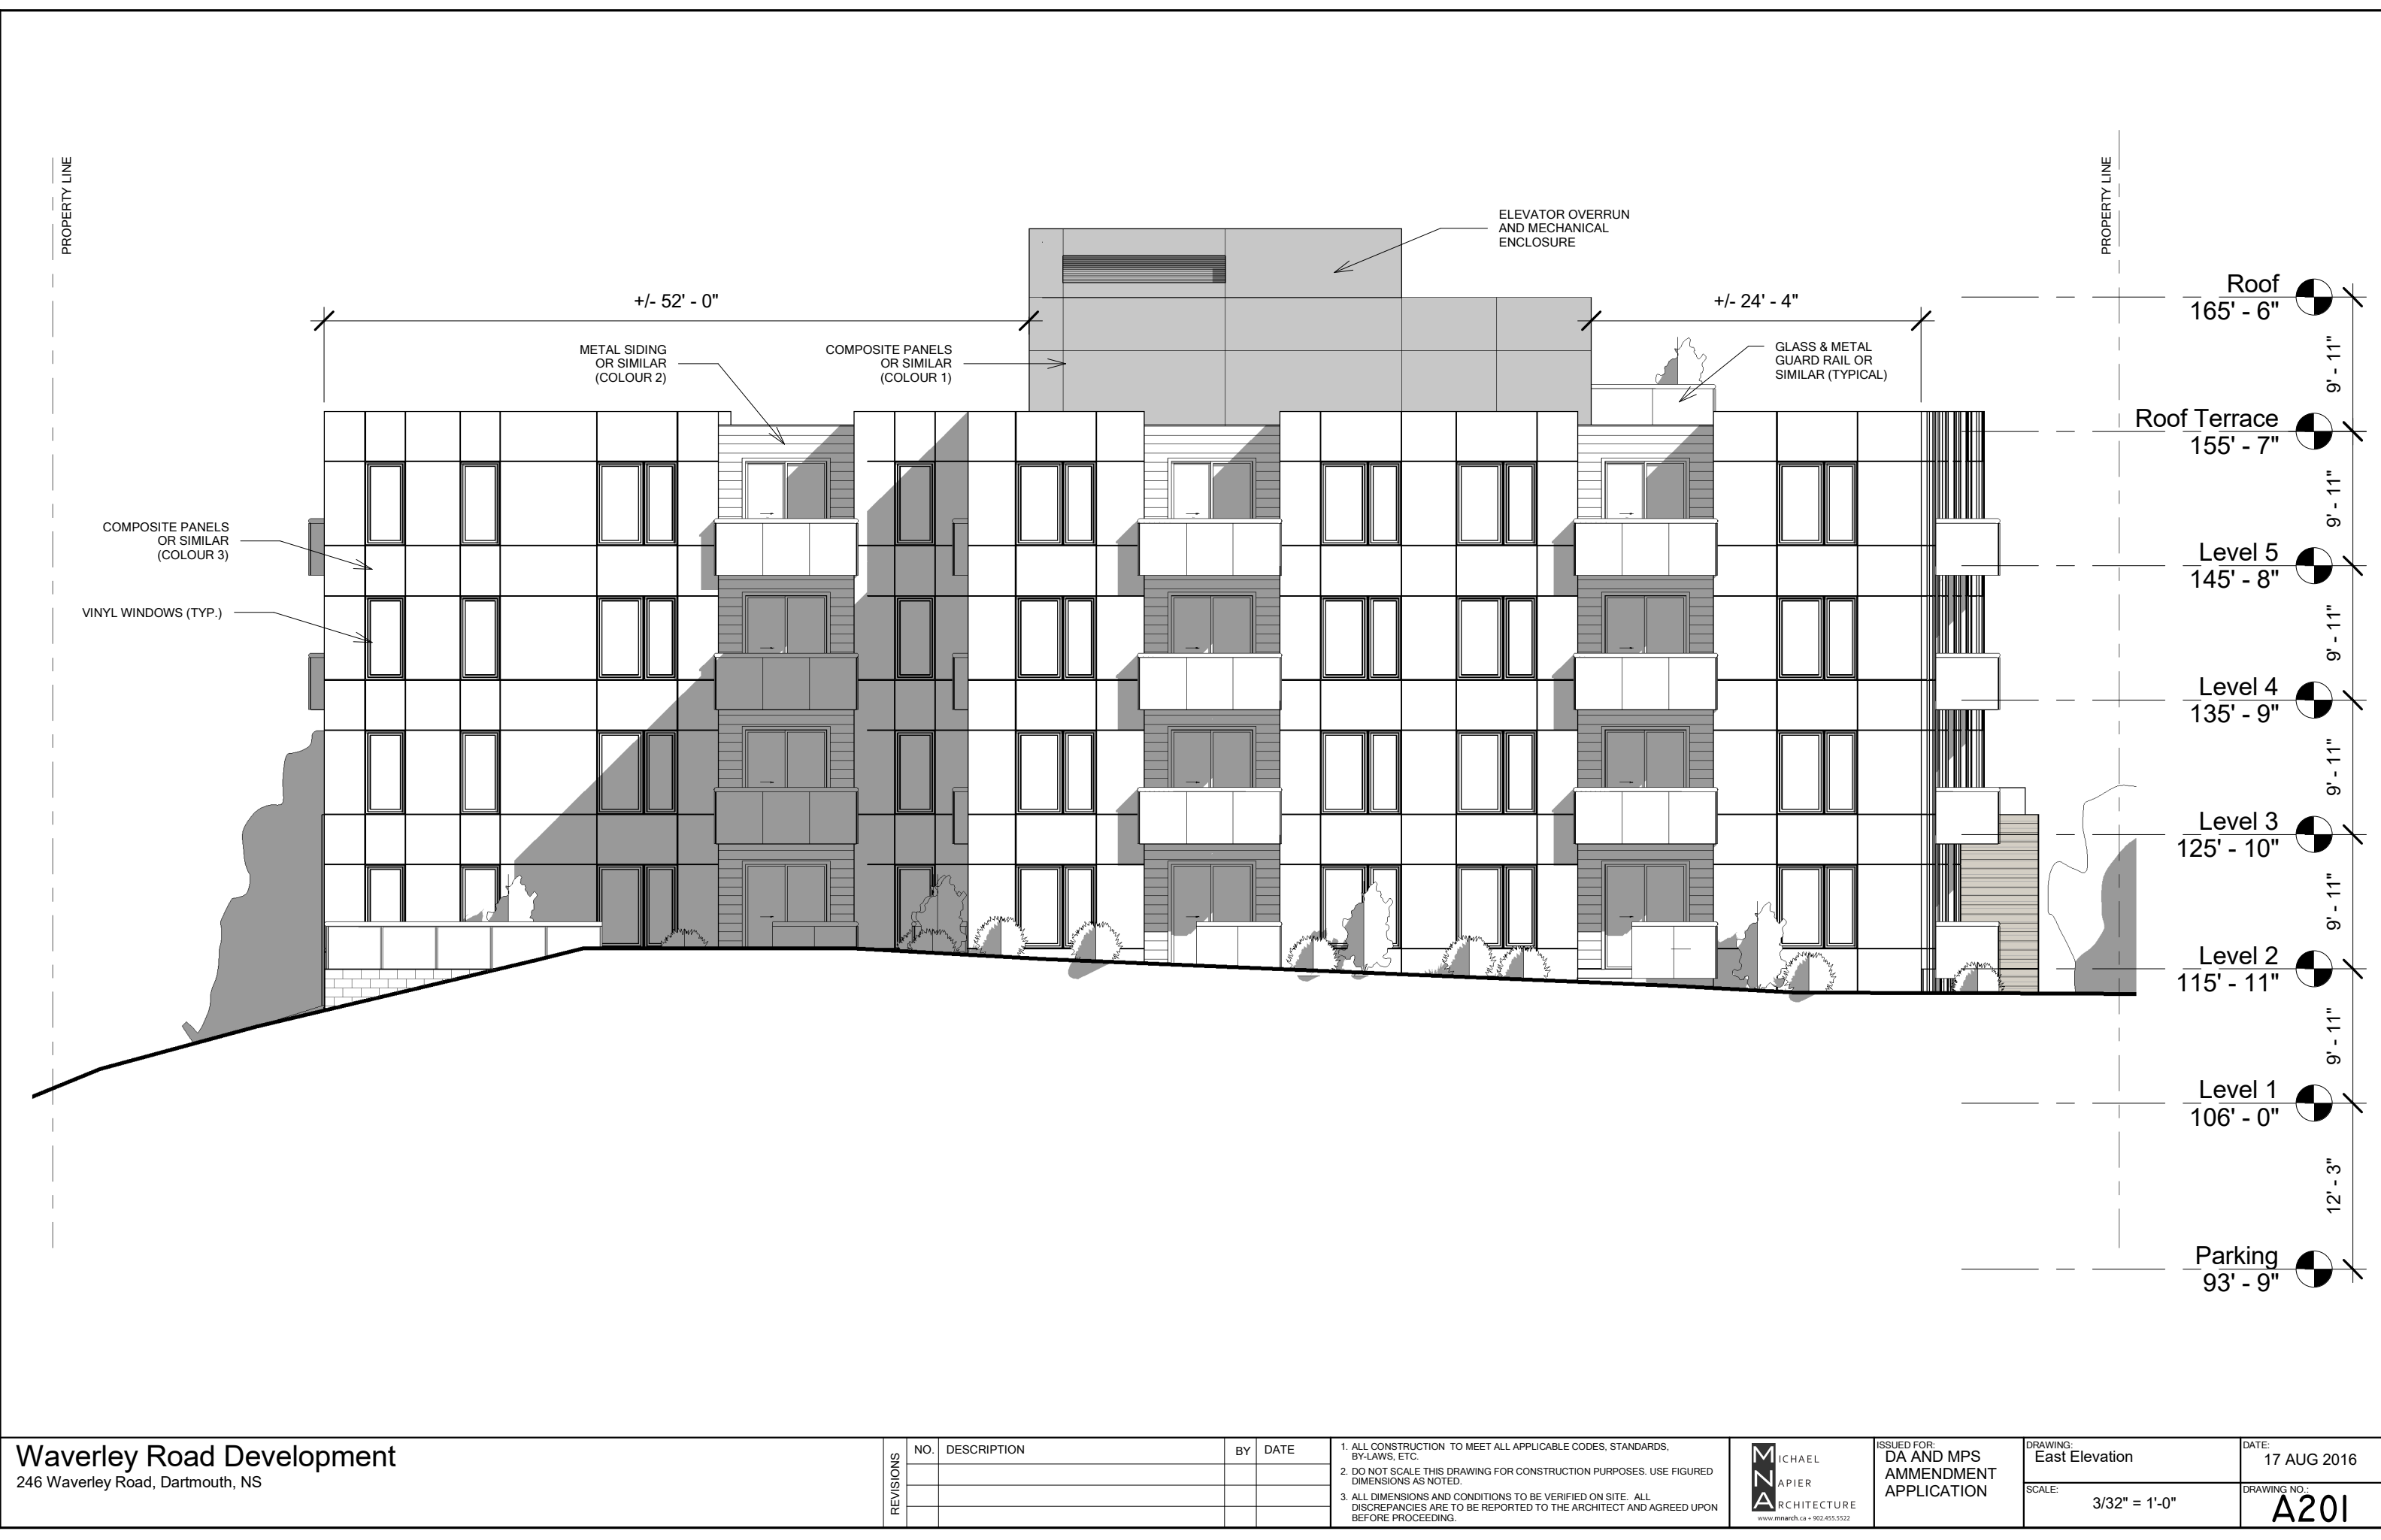 PROPERTY LINE
PROPERTY LINE
ELEVATOR OVERRUN
AND MECHANICAL
ENCLOSURE
+/- 52' - 0"
+/- 24' - 4"
METAL SIDING
OR SIMILAR
(COLOUR 2)
COMPOSITE PANELS
OR SIMILAR
(COLOUR 1)
GLASS & METAL
GUARD RAIL OR
SIMILAR (TYPICAL)
COMPOSITE PANELS
OR SIMILAR
(COLOUR 3)
VINYL WINDOWS (TYP.)
Roof
165' - 6"
9' - 11"
Roof Terrace
155' - 7"
9' - 11"
Level 5
145' - 8"
9' - 11"
Level 4
135' - 9"
9' - 11"
Level 3
125' - 10"
9' - 11"
Level 2
115' - 11"
9' - 11"
Level 1
106' - 0"
12' - 3"
Parking
93' - 9"
Waverley Road Development
246 Waverley Road, Dartmouth, NS
REVISIONS
NO. DESCRIPTION BY DATE
1. ALL CONSTRUCTION TO MEET ALL APPLICABLE CODES, STANDARDS,
BY-LAWS, ETC.
2. DO NOT SCALE THIS DRAWING FOR CONSTRUCTION PURPOSES. USE FIGURED
DIMENSIONS AS NOTED.
3. ALL DIMENSIONS AND CONDITIONS TO BE VERIFIED ON SITE. ALL
DISCREPANCIES ARE TO BE REPORTED TO THE ARCHITECT AND AGREED UPON
BEFORE PROCEEDING.
MICHAEL
NAPIER
ARCHITECTURE
www.mnarch.ca + 902.455.5522
ISSUED FOR:
DA AND MPS
AMMENDMENT
APPLICATION
DRAWING:
East Elevation
SCALE:
3/32" = 1'-0"
DATE:
17 AUG 2016
DRAWING NO.:
A201